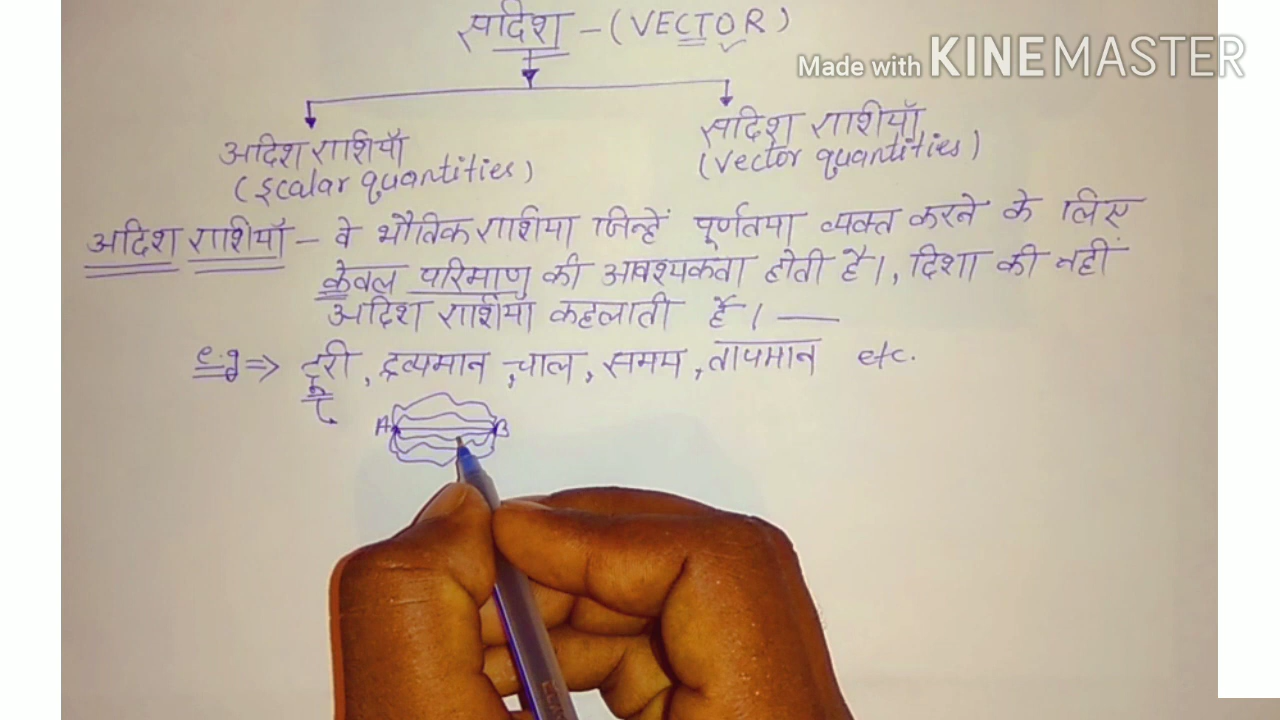 सदिश - (VECTOR)
Made with KINEMASTER
अदिश राशियाँ
(scalar quantities)
सदिश राशियाँ
(vector quantities)
अदिश राशियाँ - वे भौतिक राशिया जिन्हें पूर्णतया व्यक्त करने के लिए
केवल परिमाण की आवश्यकता होती है।, दिशा की नहीं
अदिश राशियाँ कहलाती हैं। —
e.g ⇒ दूरी, द्रव्यमान, चाल, समय, तापमान etc.
A B